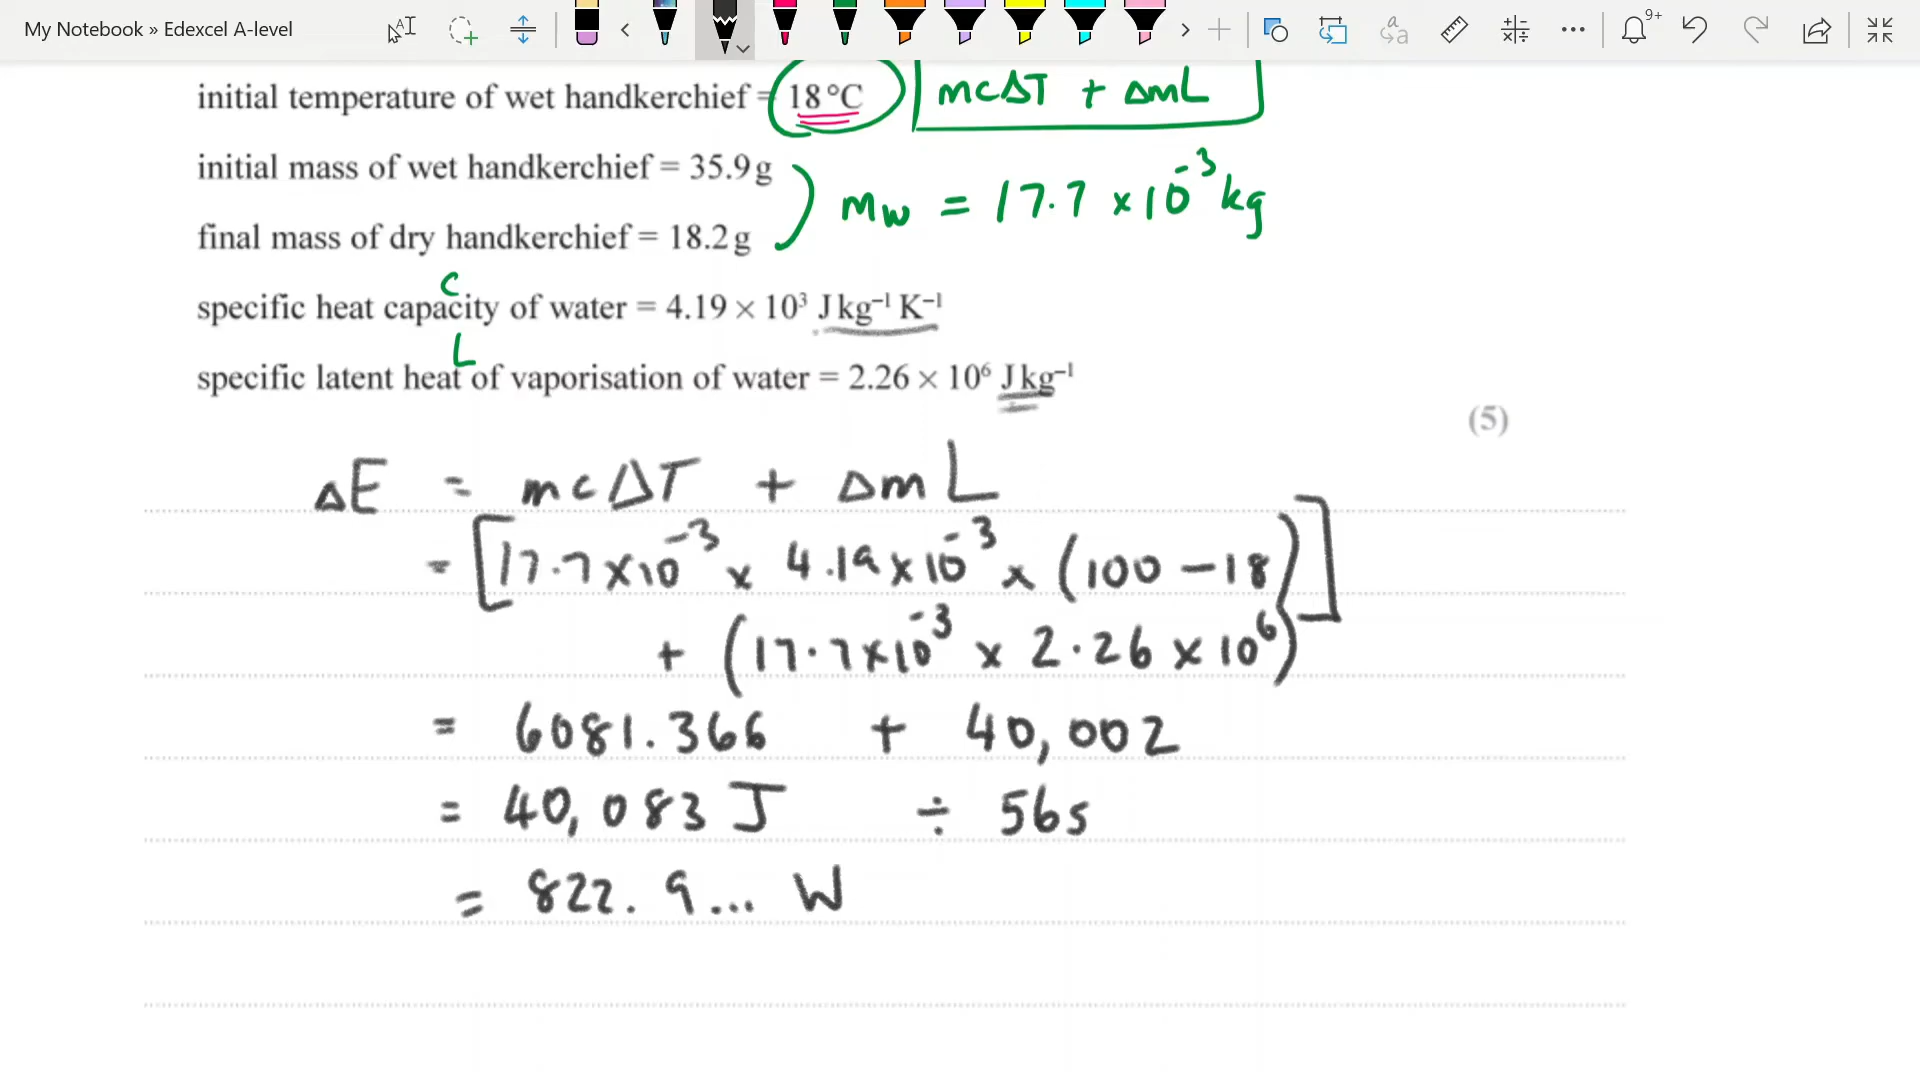 My Notebook » Edexcel A-level
9+
initial temperature of wet handkerchief = 18 °C mcΔT + ΔmL
initial mass of wet handkerchief = 35.9 g
mw = 17.7 × 10⁻³ kg
final mass of dry handkerchief = 18.2 g
c
specific heat capacity of water = 4.19 × 10³ J kg⁻¹ K⁻¹
L
specific latent heat of vaporisation of water = 2.26 × 10⁶ J kg⁻¹
(5)
ΔE = mcΔT + ΔmL
= [17.7×10⁻³ × 4.19×10⁻³ × (100 − 18)]
+ (17.7×10⁻³ × 2.26 × 10⁶)
= 6081.366 + 40,002
= 40,083 J ÷ 56s
= 822.9... W